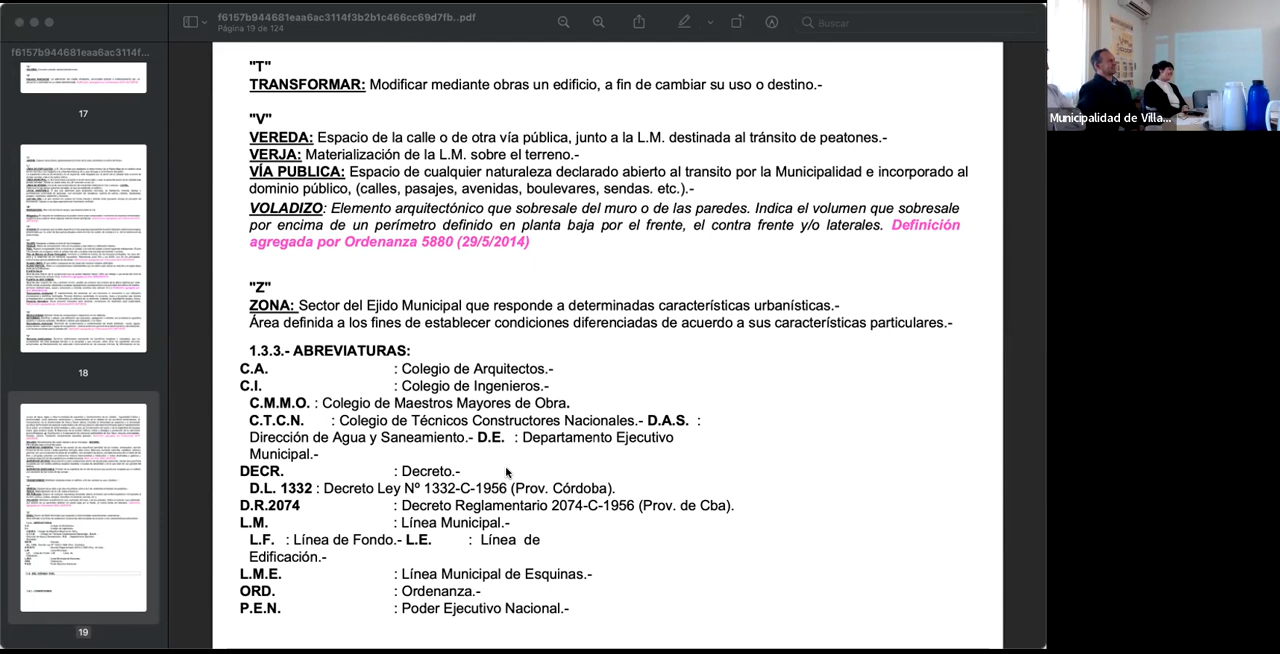 f6157b944681eaa6ac3114f3b2b1c466cc69d7fb..pdf
Página 19 de 124
Buscar
f6157b944681eaa6ac3114f...
17
18
19
"T"
TRANSFORMAR: Modificar mediante obras un edificio, a fin de cambiar su uso o destino.-
"V"
VEREDA: Espacio de la calle o de otra vía pública, junto a la L.M. destinada al tránsito de peatones.-
VERJA: Materialización de la L.M. sobre el terreno.-
VÍA PUBLICA: Espacio de cualquier naturaleza declarado abierto al transito por la Municipalidad e incorporado al
dominio publico, (calles, pasajes, caminos, boulevares, sendas. etc.).-
VOLADIZO: Elemento arquitectónico que sobresale del muro o de las paredes. Es en el volumen que sobresale
por encima de un perímetro definido en planta baja por el frente, el contra frente y/o laterales. Definición
agregada por Ordenanza 5880 (29/5/2014)
"Z"
ZONA: Sector del Ejido Municipal que responde a determinadas características urbanísticas.-
Área definida a los fines de establecer condiciones diferenciadas de acuerdo a sus características particulares.-
1.3.3.- ABREVIATURAS:
C.A. : Colegio de Arquitectos.-
C.I. : Colegio de Ingenieros.-
C.M.M.O. : Colegio de Maestros Mayores de Obra.
C.T.C.N. : Colegio de Técnicos Constructores Nacionales.- D.A.S. :
Dirección de Agua y Saneamiento D.E. : Departamento Ejecutivo
Municipal.-
DECR. : Decreto.-
D.L. 1332 : Decreto Ley Nº 1332-C-1956 (Prov. Córdoba).
D.R.2074 : Decreto Reglamentario 2074-C-1956 (Prov. de Cba).
L.M. : Línea Municipal.-
L.F. : Línea de Fondo.- L.E. : Línea de
Edificación.-
L.M.E. : Línea Municipal de Esquinas.-
ORD. : Ordenanza.-
P.E.N. : Poder Ejecutivo Nacional.-
Municipalidad de Villa...